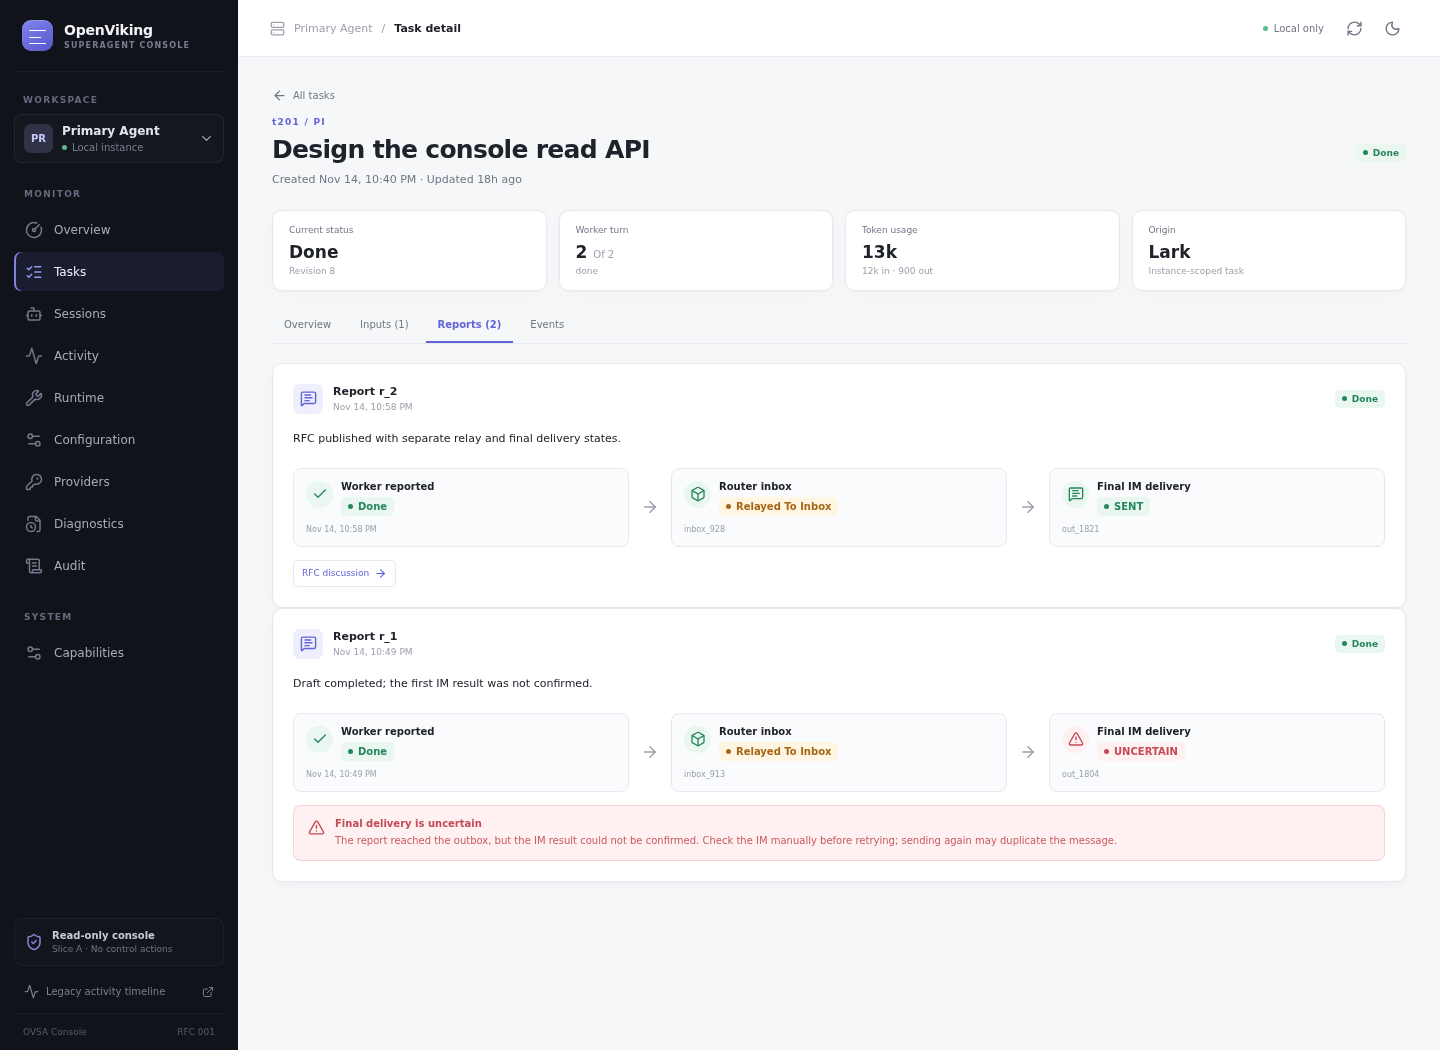 OpenViking
SUPERAGENT CONSOLE
WORKSPACE
PR
Primary Agent
Local instance
MONITOR
Overview
Tasks
Sessions
Activity
Runtime
Configuration
Providers
Diagnostics
Audit
SYSTEM
Capabilities
Read-only console
Slice A · No control actions
Legacy activity timeline
OVSA Console RFC 001
Primary Agent / Task detail
Local only
All tasks
t201 / PI
Design the console read API
Done
Created Nov 14, 10:40 PM · Updated 18h ago
Current status
Done
Revision 8
Worker turn
2 Of 2
done
Token usage
13k
12k in · 900 out
Origin
Lark
Instance-scoped task
Overview Inputs (1) Reports (2) Events
Report r_2
Nov 14, 10:58 PM
Done
RFC published with separate relay and final delivery states.
Worker reported
Done
Nov 14, 10:58 PM
Router inbox
Relayed To Inbox
inbox_928
Final IM delivery
SENT
out_1821
RFC discussion
Report r_1
Nov 14, 10:49 PM
Done
Draft completed; the first IM result was not confirmed.
Worker reported
Done
Nov 14, 10:49 PM
Router inbox
Relayed To Inbox
inbox_913
Final IM delivery
UNCERTAIN
out_1804
Final delivery is uncertain
The report reached the outbox, but the IM result could not be confirmed. Check the IM manually before retrying; sending again may duplicate the message.